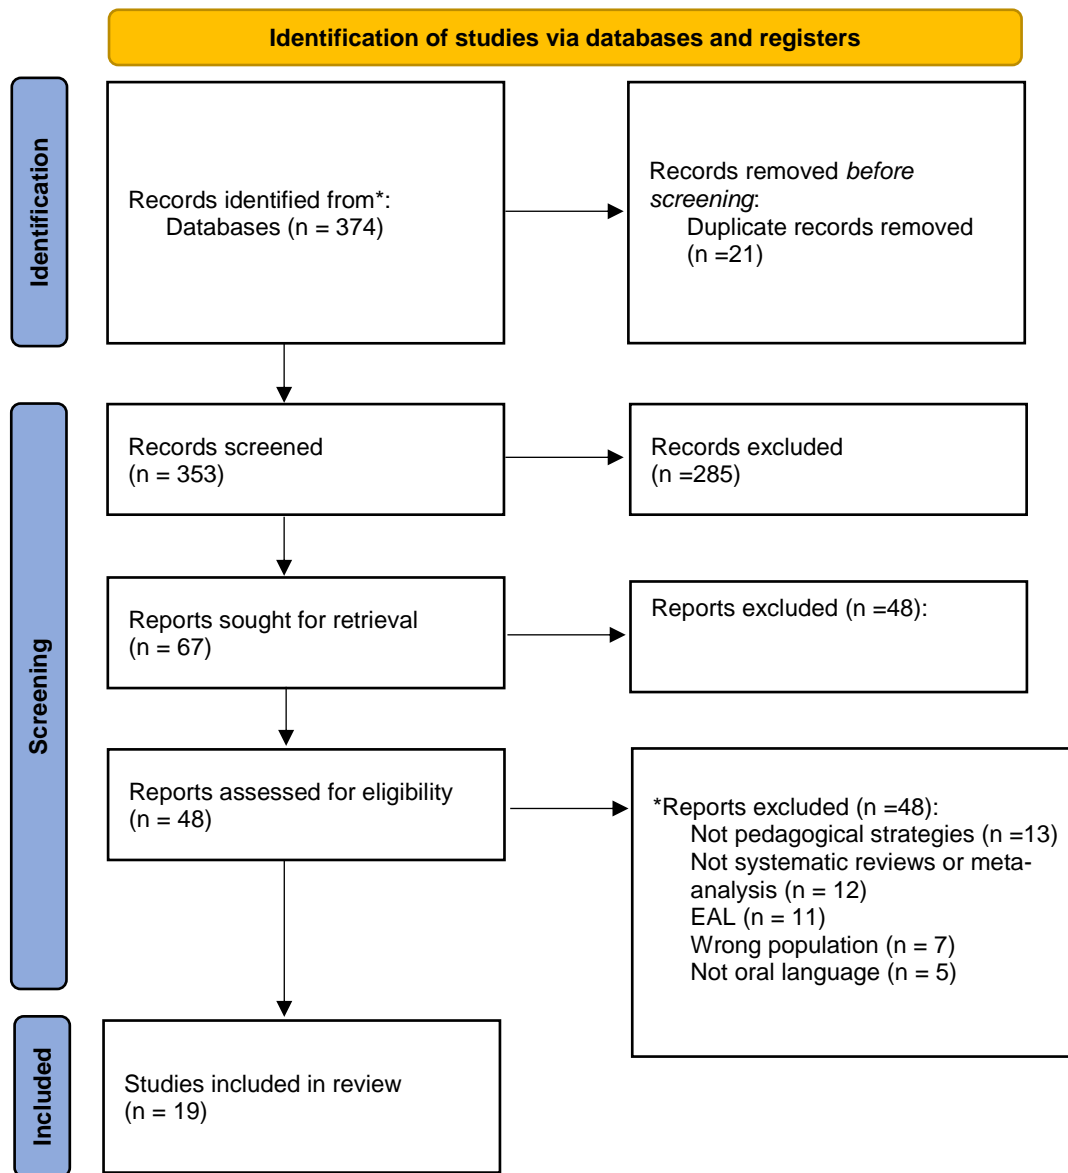 Identification of studies via databases and registers
Identification
Records identified from*:
Databases (n = 374)
Records removed before
screening:
Duplicate records removed
(n =21)
Screening
Records screened
(n = 353)
Records excluded
(n =285)
Reports sought for retrieval
(n = 67)
Reports excluded (n =48):
Reports assessed for eligibility
(n = 48)
*Reports excluded (n =48):
Not pedagogical strategies (n =13)
Not systematic reviews or meta-
analysis (n = 12)
EAL (n = 11)
Wrong population (n = 7)
Not oral language (n = 5)
Included
Studies included in review
(n = 19)